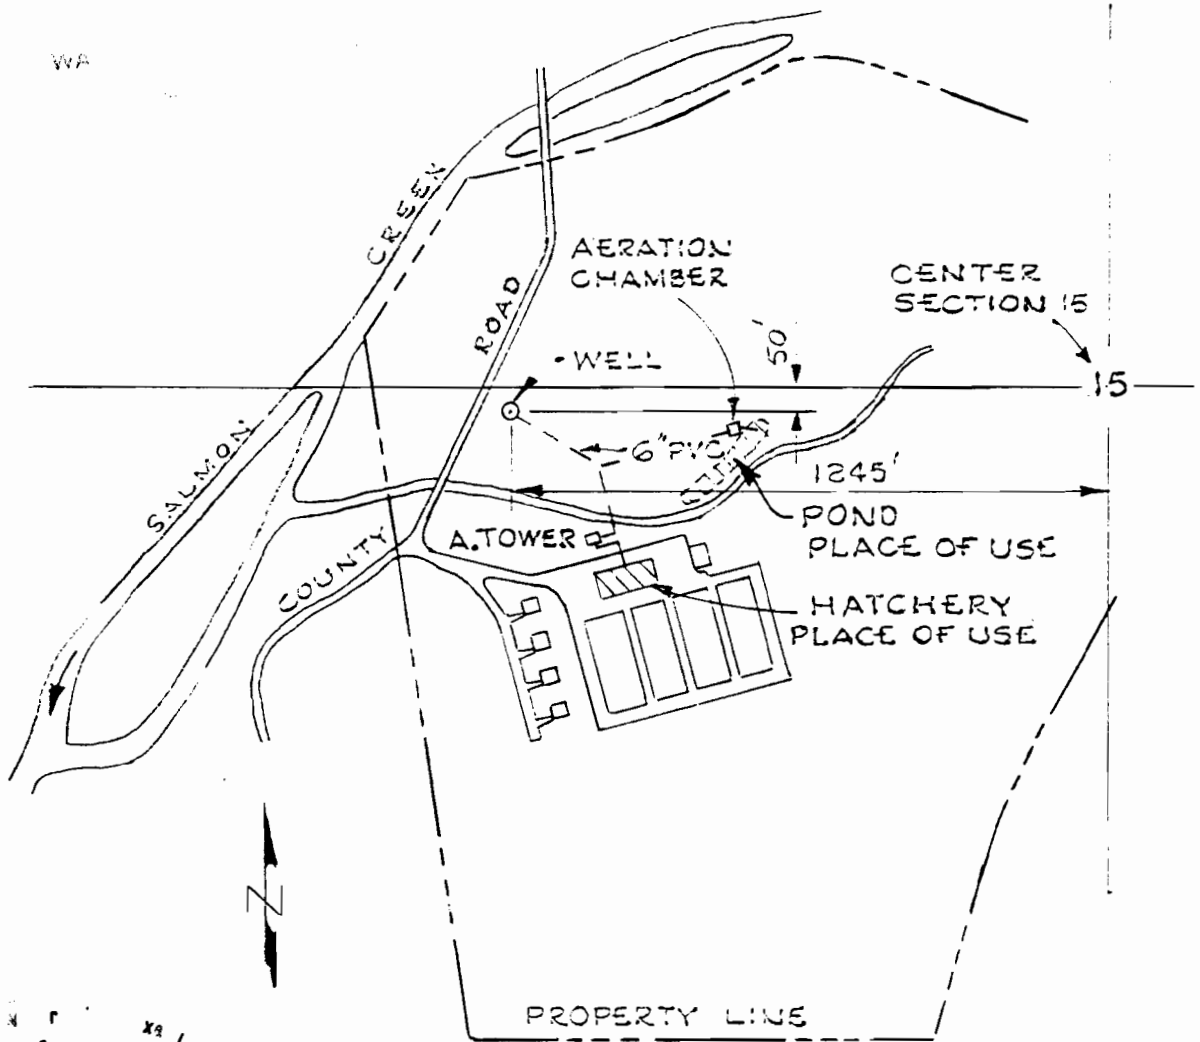 WA
AERATION
CHAMBER
CENTER
SECTION 15
CREEK
ROAD
50'
WELL
15
SALMON
6" PVC
1245'
POND
PLACE OF USE
A. TOWER
COUNTY
HATCHERY
PLACE OF USE
N
PROPERTY LINE